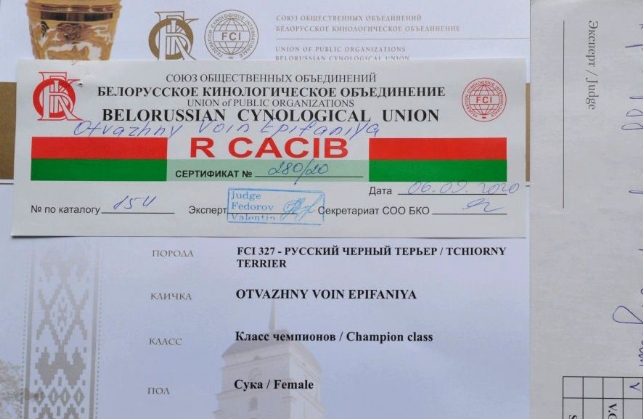 СОЮЗ ОБЩЕСТВЕННЫХ ОБЪЕДИНЕНИЙ
БЕЛОРУССКОЕ КИНОЛОГИЧЕСКОЕ ОБЪЕДИНЕНИЕ
UNION OF PUBLIC ORGANIZATIONS
BELORUSSIAN CYNOLOGICAL UNION
FCI
СОЮЗ ОБЩЕСТВЕННЫХ ОБЪЕДИНЕНИЙ
БЕЛОРУССКОЕ КИНОЛОГИЧЕСКОЕ ОБЪЕДИНЕНИЕ
UNION of PUBLIC ORGANIZATIONS
BELORUSSIAN CYNOLOGICAL UNION
FCI
Otvazhny Voin Epifaniya
R CACIB
СЕРТИФИКАТ № 280/20
Дата 06.09.2020
№ по каталогу Эксперт Секретариат СОО БКО
Judge
Fedorov
Valentin
ПОРОДА FCI 327 - РУССКИЙ ЧЕРНЫЙ ТЕРЬЕР / TCHIORNY
TERRIER
КЛИЧКА OTVAZHNY VOIN EPIFANIYA
КЛАСС Класс чемпионов / Champion class
ПОЛ Сука / Female
Эксперт / Judge